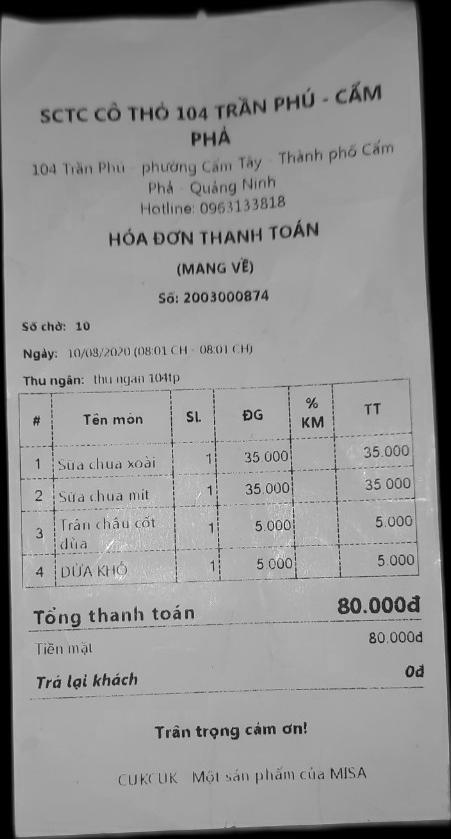 SCTC CÔ THỎ 104 TRẦN PHÚ - CẨM
PHẢ
104 Trần Phú - phường Cẩm Tây - Thành phố Cẩm
Phả - Quảng Ninh
Hotline: 0963133818
HÓA ĐƠN THANH TOÁN
(MANG VỀ)
Số: 2003000874
Số chờ: 10
Ngày: 10/08/2020 (08:01 CH - 08:01 CH)
Thu ngân: thu ngan 104tp
# Tên món SL ĐG % KM TT
1 Sữa chua xoài 1 35.000 35.000
2 Sữa chua mít 1 35.000 35.000
3 Trân châu cốt dừa 1 5.000 5.000
4 DỪA KHÔ 1 5.000 5.000
Tổng thanh toán 80.000đ
Tiền mặt 80.000đ
Trả lại khách 0đ
Trân trọng cảm ơn!
CUKCUK - Một sản phẩm của MISA